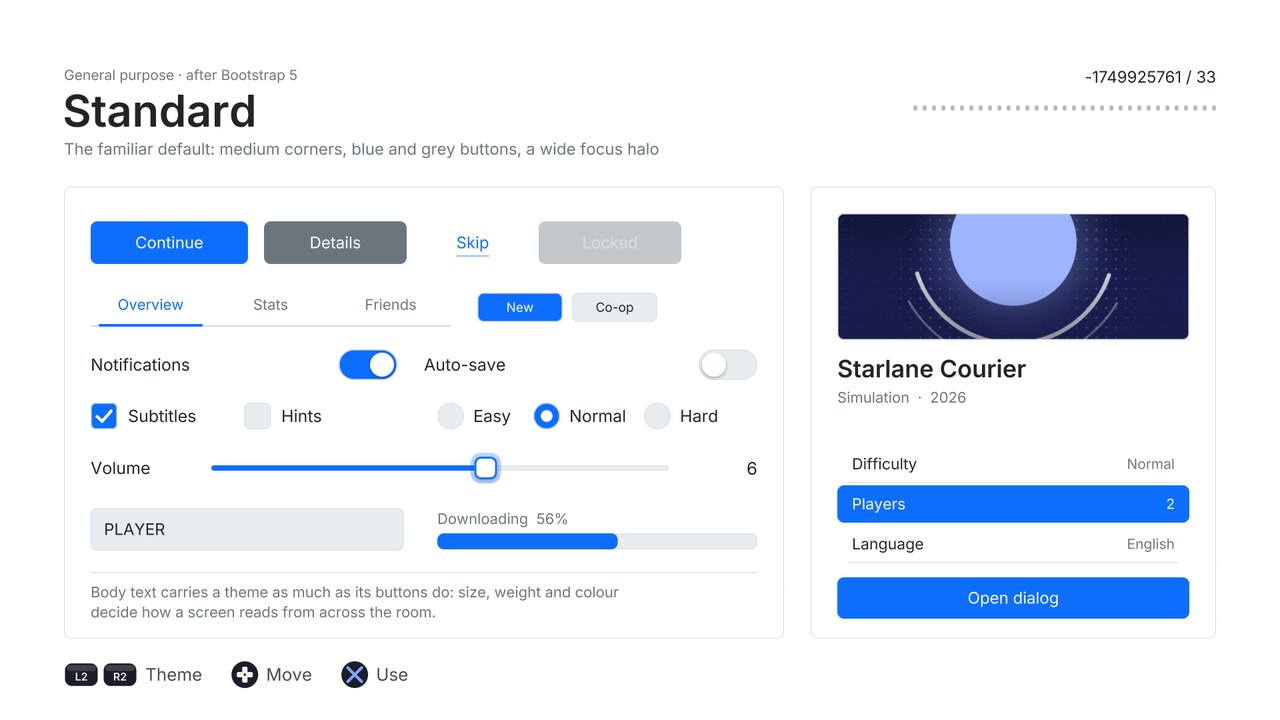 General purpose · after Bootstrap 5
-1749925761 / 33
Standard
The familiar default: medium corners, blue and grey buttons, a wide focus halo
Continue
Details
Skip
Locked
Overview
Stats
Friends
New
Co-op
Notifications
Auto-save
Subtitles
Hints
Easy
Normal
Hard
Volume
6
PLAYER
Downloading 56%
Body text carries a theme as much as its buttons do: size, weight and colour
decide how a screen reads from across the room.
Starlane Courier
Simulation · 2026
Difficulty Normal
Players 2
Language English
Open dialog
L2 R2 Theme
Move
Use